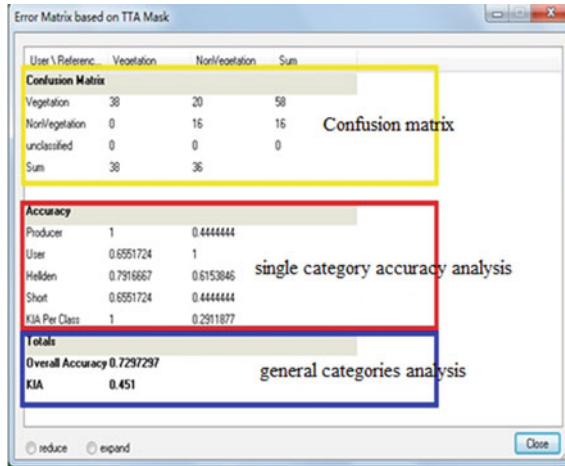 Error Matrix based on TTA Mask
User \ Referenc... Vegetation NonVegetation Sum
Confusion Matrix
Vegetation 38 20 58
NonVegetation 0 16 16
Confusion matrix
unclassified 0 0 0
Sum 38 36
Accuracy
Producer 1 0.4444444
User 0.6551724 1
Hellden 0.7916667 0.6153846
single category accuracy analysis
Short 0.6551724 0.4444444
KIA Per Class 1 0.2911877
Totals
Overall Accuracy 0.7297297
general categories analysis
KIA 0.451
reduce expand
Close